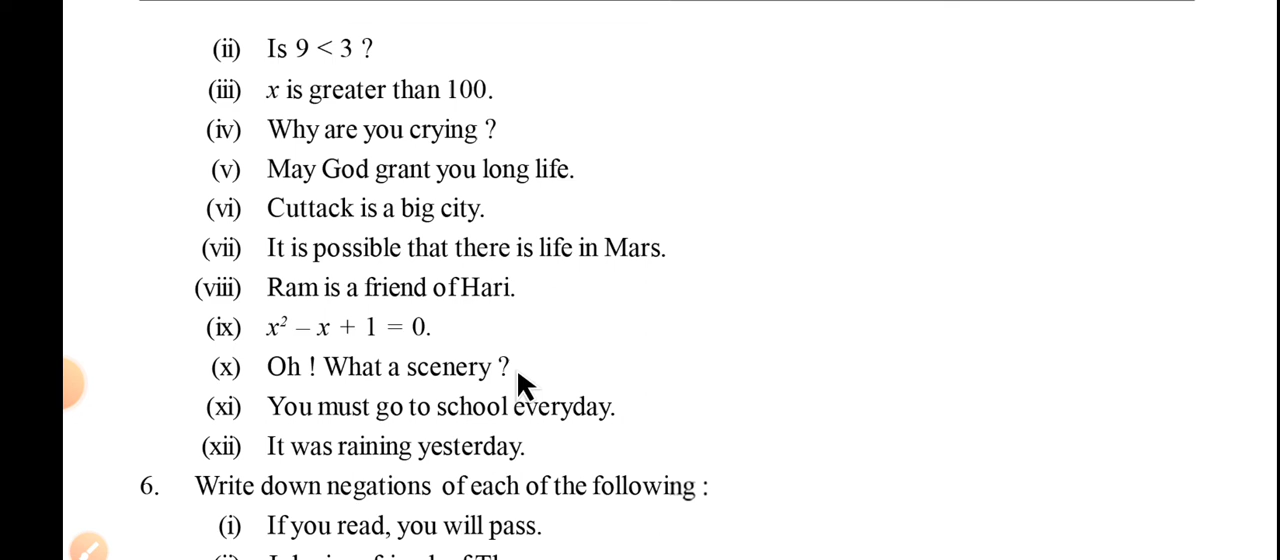 (ii) Is 9 < 3 ?
(iii) x is greater than 100.
(iv) Why are you crying ?
(v) May God grant you long life.
(vi) Cuttack is a big city.
(vii) It is possible that there is life in Mars.
(viii) Ram is a friend of Hari.
(ix) x² – x + 1 = 0.
(x) Oh ! What a scenery ?
(xi) You must go to school everyday.
(xii) It was raining yesterday.
6. Write down negations of each of the following :
(i) If you read, you will pass.